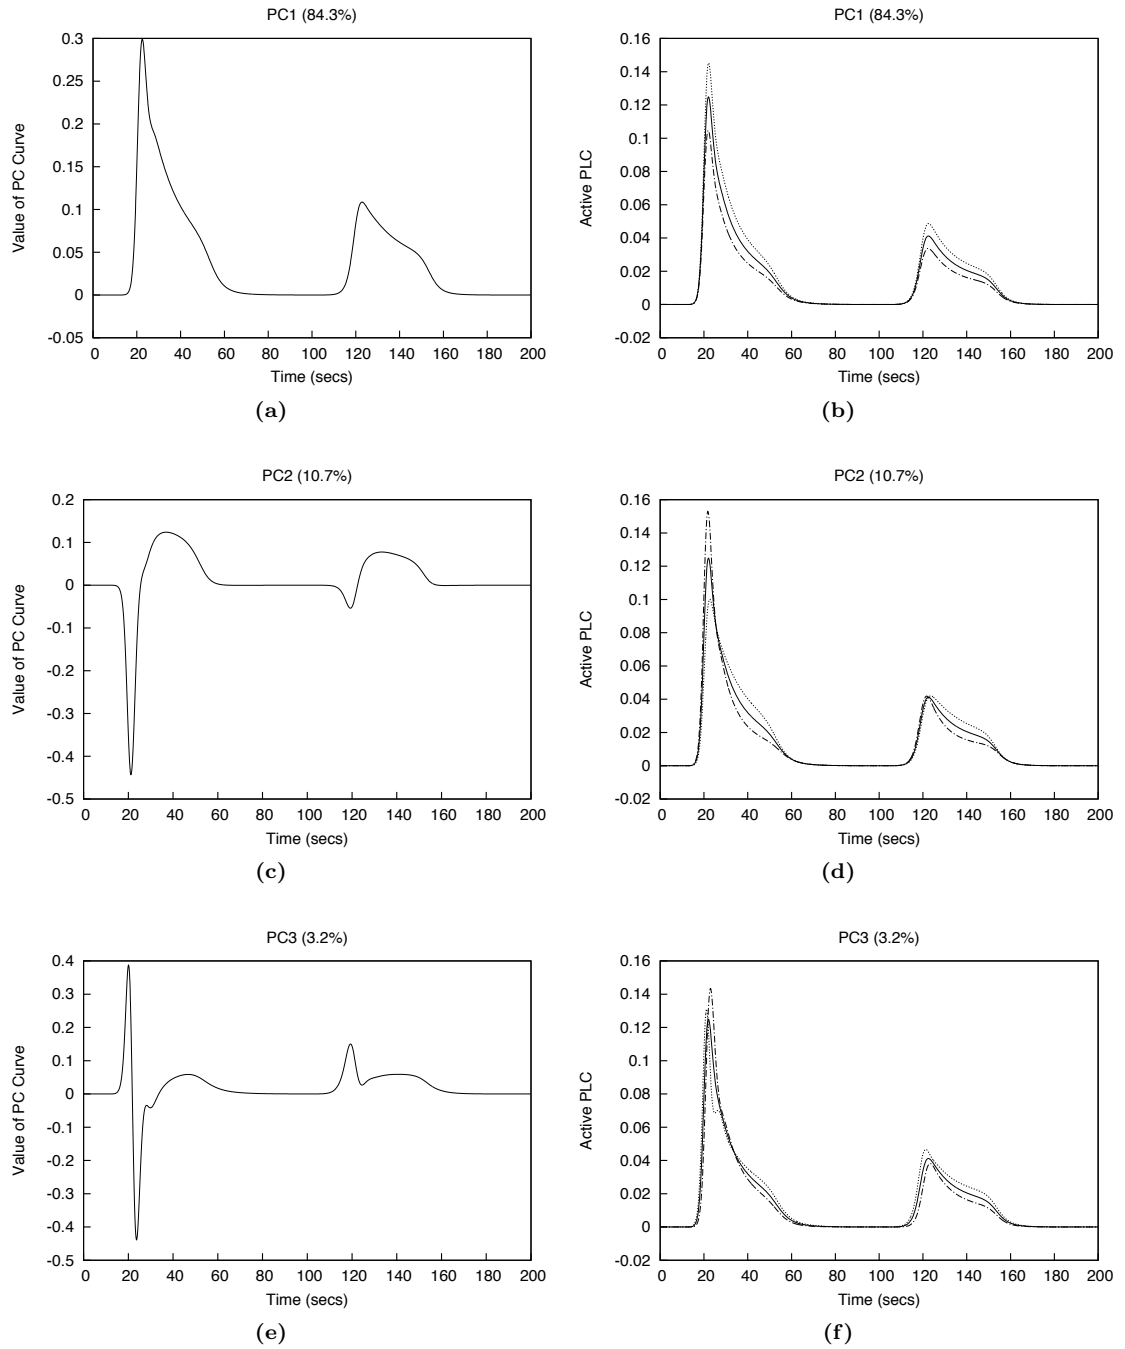 PC1 (84.3%)
0.3
0.25
0.2
0.15
0.1
0.05
0
-0.05
0 20 40 60 80 100 120 140 160 180 200
Value of PC Curve
Time (secs)
(a)
PC1 (84.3%)
0.16
0.14
0.12
0.1
0.08
0.06
0.04
0.02
0
-0.02
0 20 40 60 80 100 120 140 160 180 200
Active PLC
Time (secs)
(b)
PC2 (10.7%)
0.2
0.1
0
-0.1
-0.2
-0.3
-0.4
-0.5
0 20 40 60 80 100 120 140 160 180 200
Value of PC Curve
Time (secs)
(c)
PC2 (10.7%)
0.16
0.14
0.12
0.1
0.08
0.06
0.04
0.02
0
-0.02
0 20 40 60 80 100 120 140 160 180 200
Active PLC
Time (secs)
(d)
PC3 (3.2%)
0.4
0.3
0.2
0.1
0
-0.1
-0.2
-0.3
-0.4
-0.5
0 20 40 60 80 100 120 140 160 180 200
Value of PC Curve
Time (secs)
(e)
PC3 (3.2%)
0.16
0.14
0.12
0.1
0.08
0.06
0.04
0.02
0
-0.02
0 20 40 60 80 100 120 140 160 180 200
Active PLC
Time (secs)
(f)